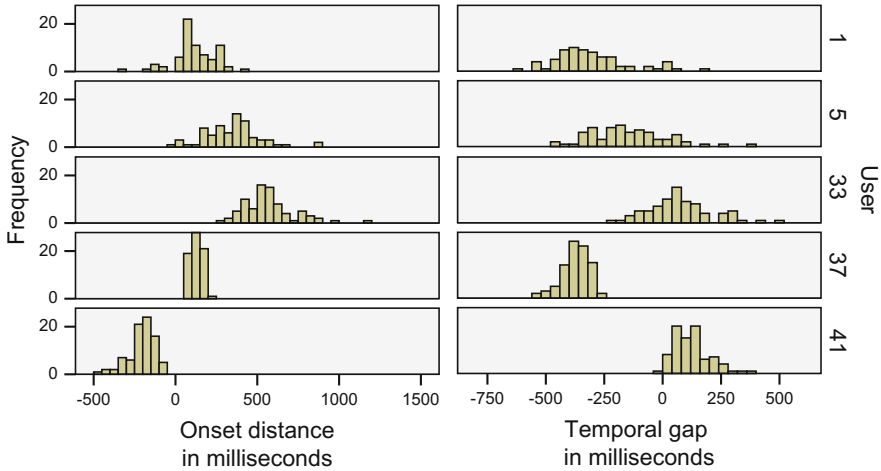 Frequency
20
0
20
0
20
0
20
0
20
0
-500 0 500 1000 1500
Onset distance
in milliseconds
-750 -500 -250 0 250 500
Temporal gap
in milliseconds
1
5
33
37
41
User